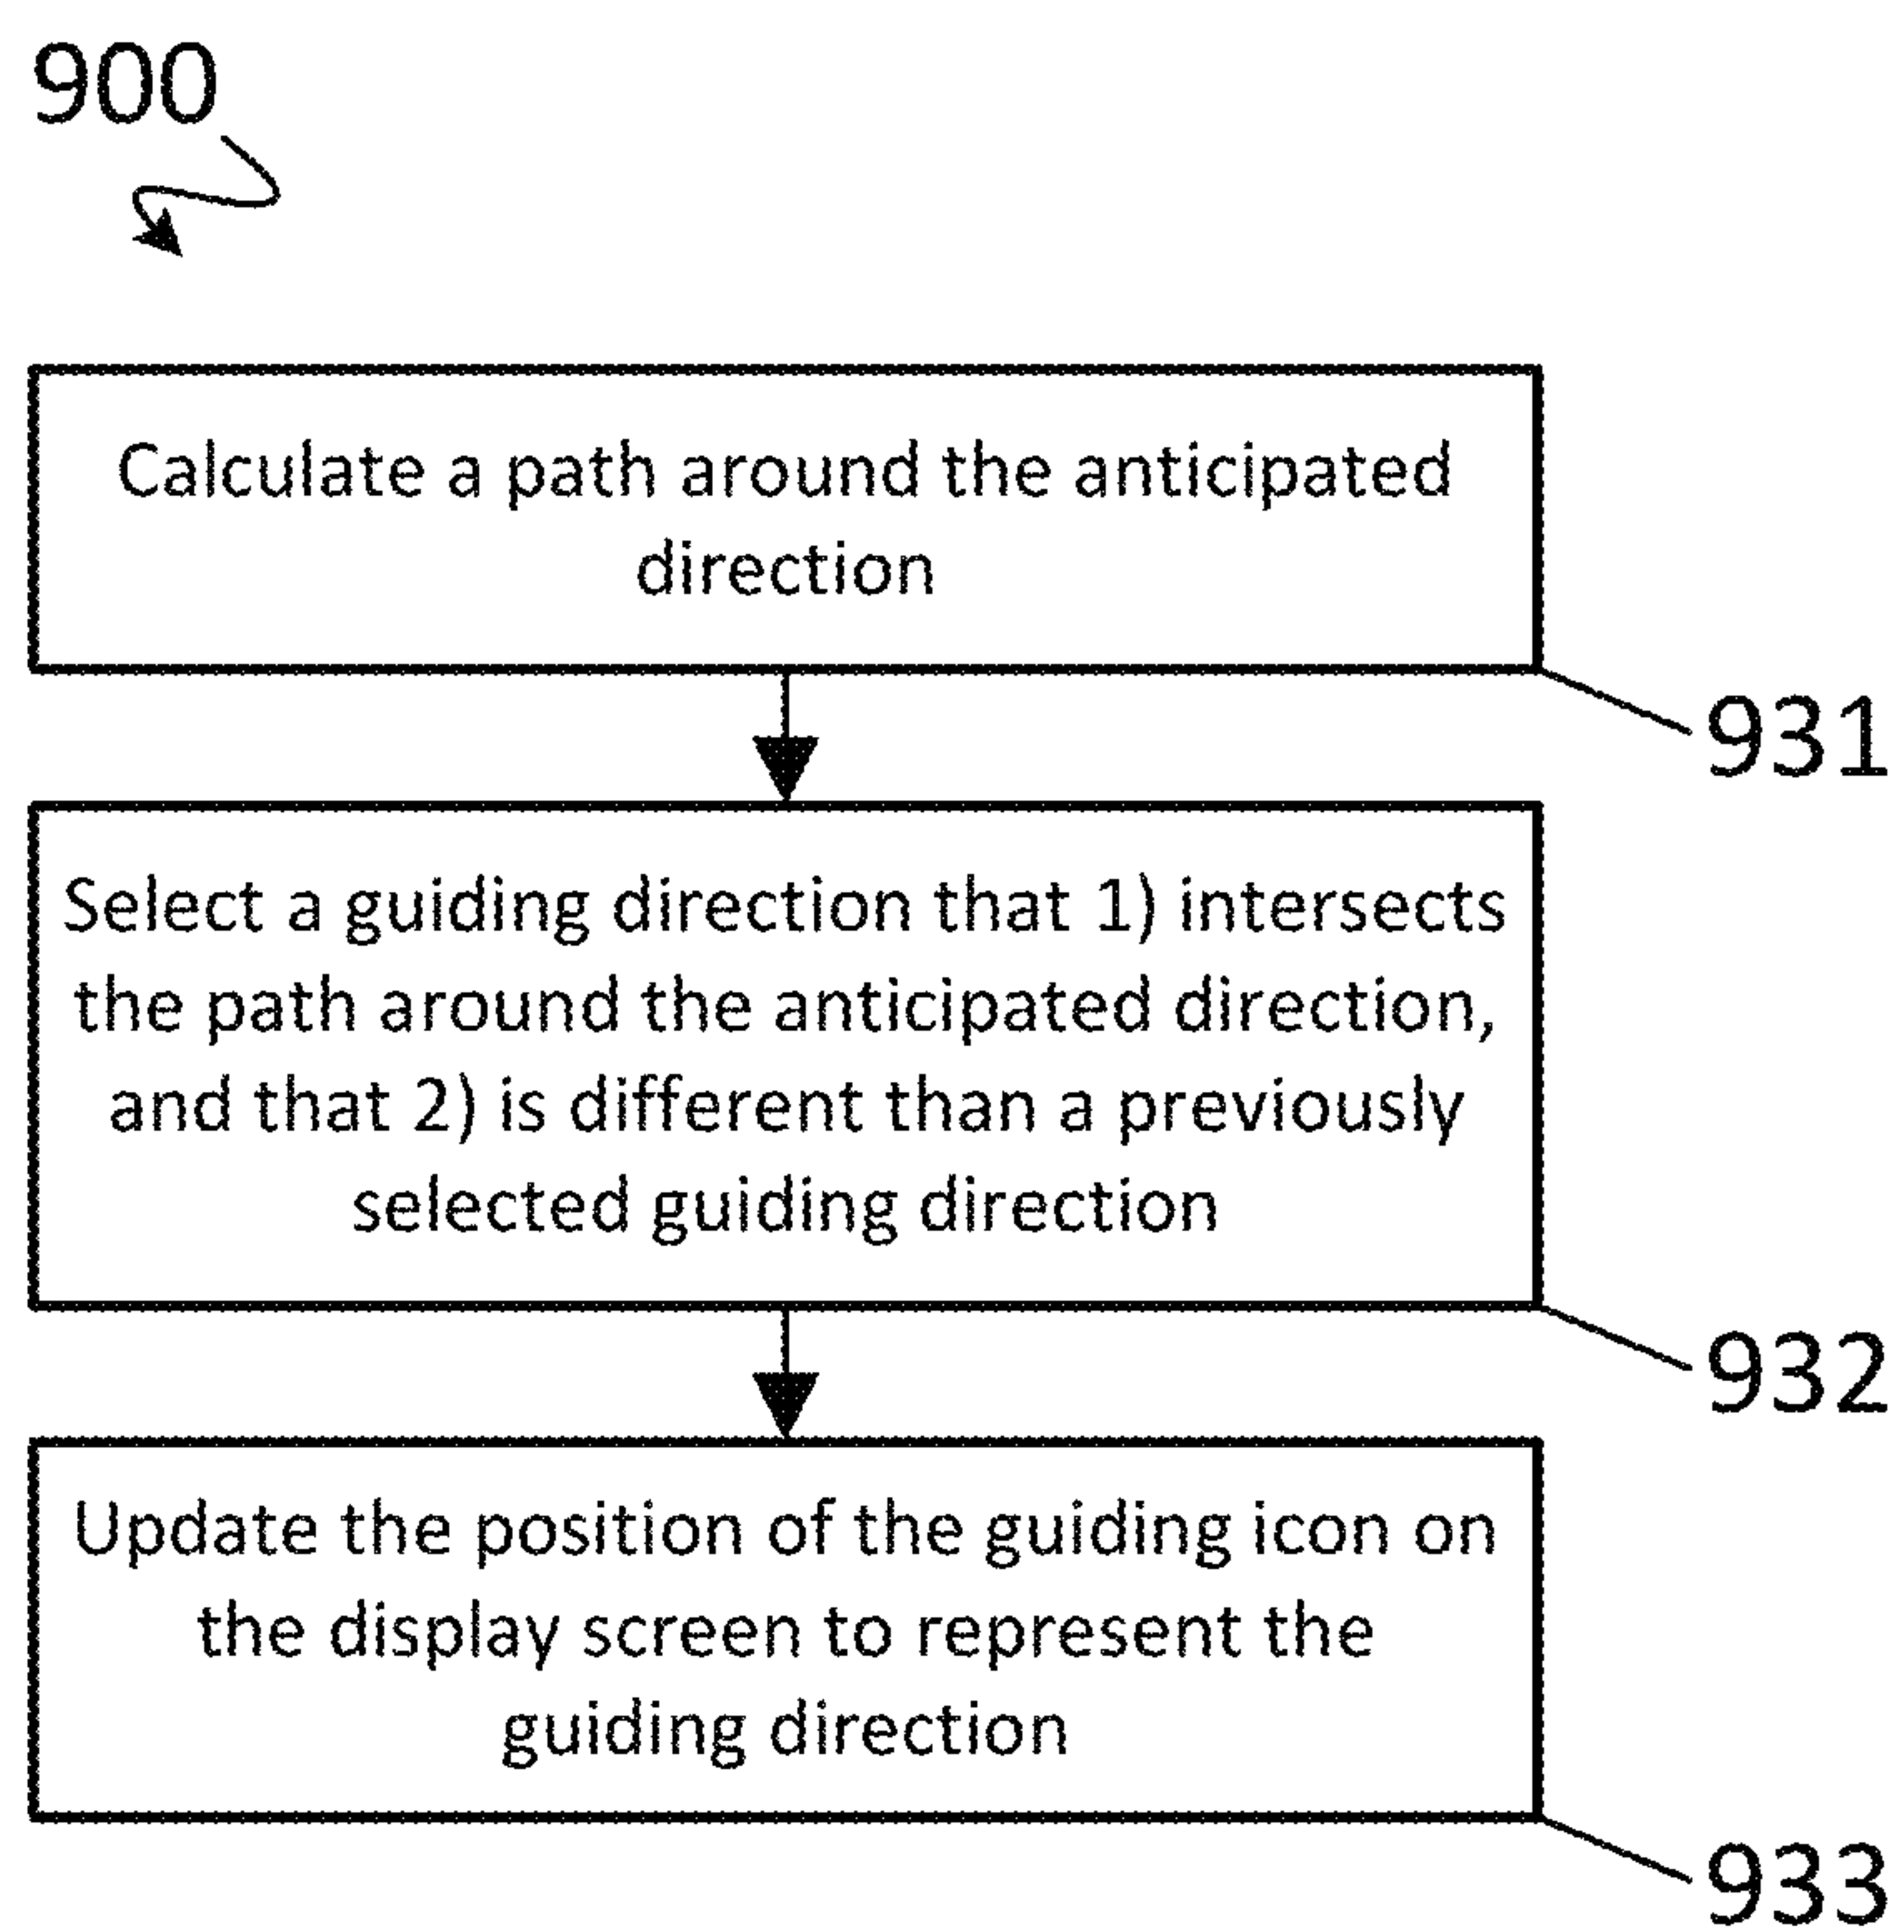 900
Calculate a path around the anticipated
direction
931
Select a guiding direction that 1) intersects
the path around the anticipated direction,
and that 2) is different than a previously
selected guiding direction
932
Update the position of the guiding icon on
the display screen to represent the
guiding direction
933